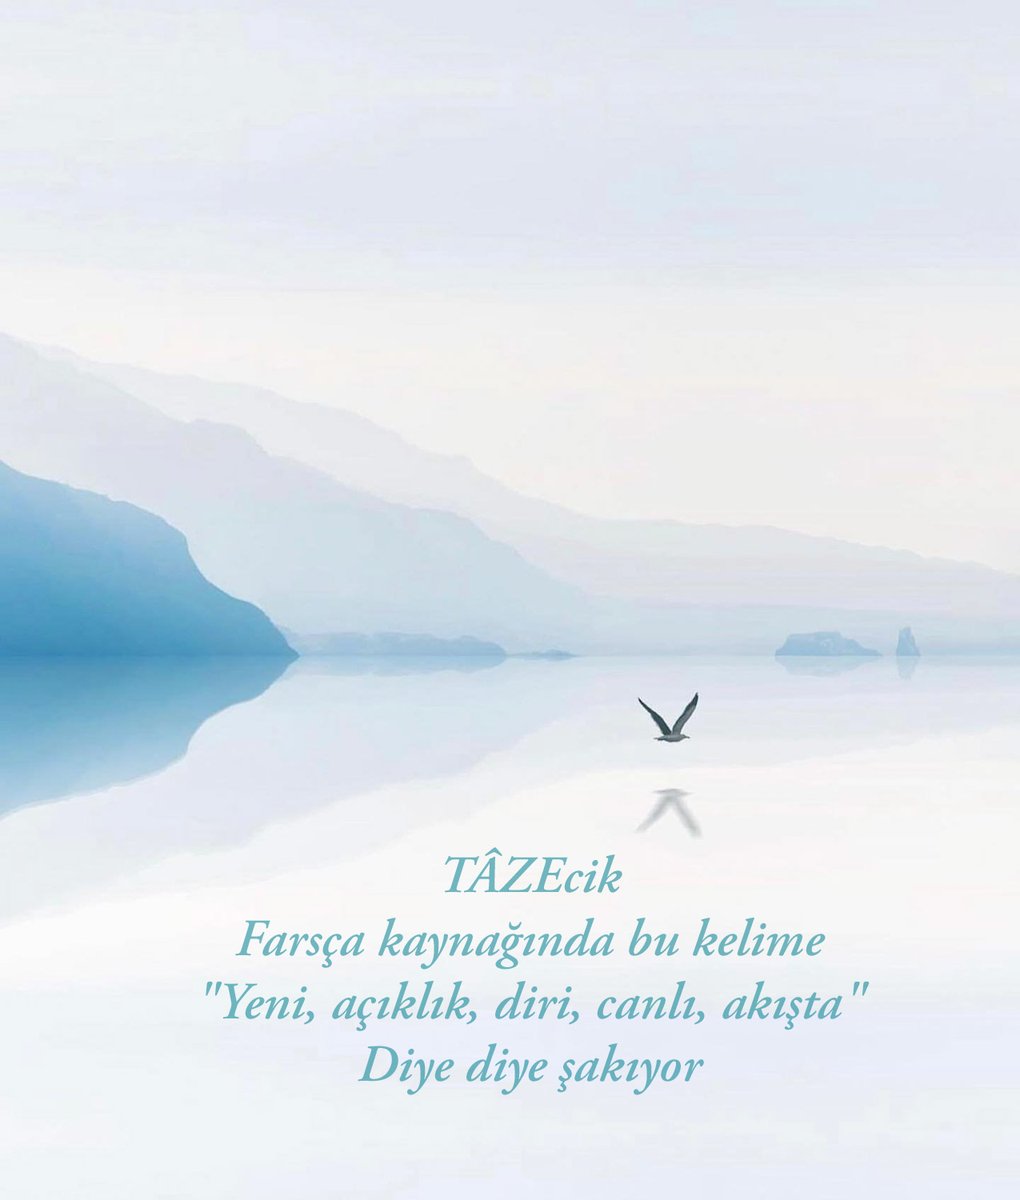 TÂZEcik
Farsça kaynağında bu kelime
"Yeni, açıklık, diri, canlı, akışta"
Diye diye şakıyor